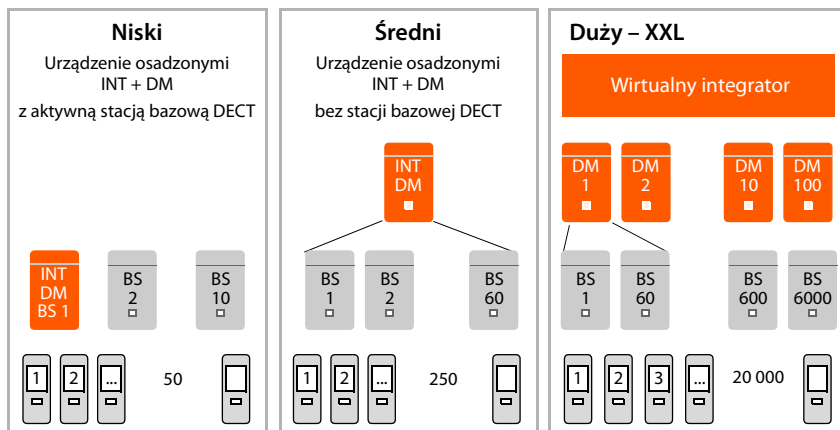 Niski
Urządzenie osadzonymi
INT + DM
z aktywną stacją bazową DECT
INT
DM
BS 1
BS
2
BS
10
1
2
...
50
Średni
Urządzenie osadzonymi
INT + DM
bez stacji bazowej DECT
INT
DM
BS
1
BS
2
BS
60
1
2
...
250
Duży – XXL
Wirtualny integrator
DM
1
DM
2
DM
10
DM
100
BS
1
BS
60
BS
600
BS
6000
1
2
3
...
20 000